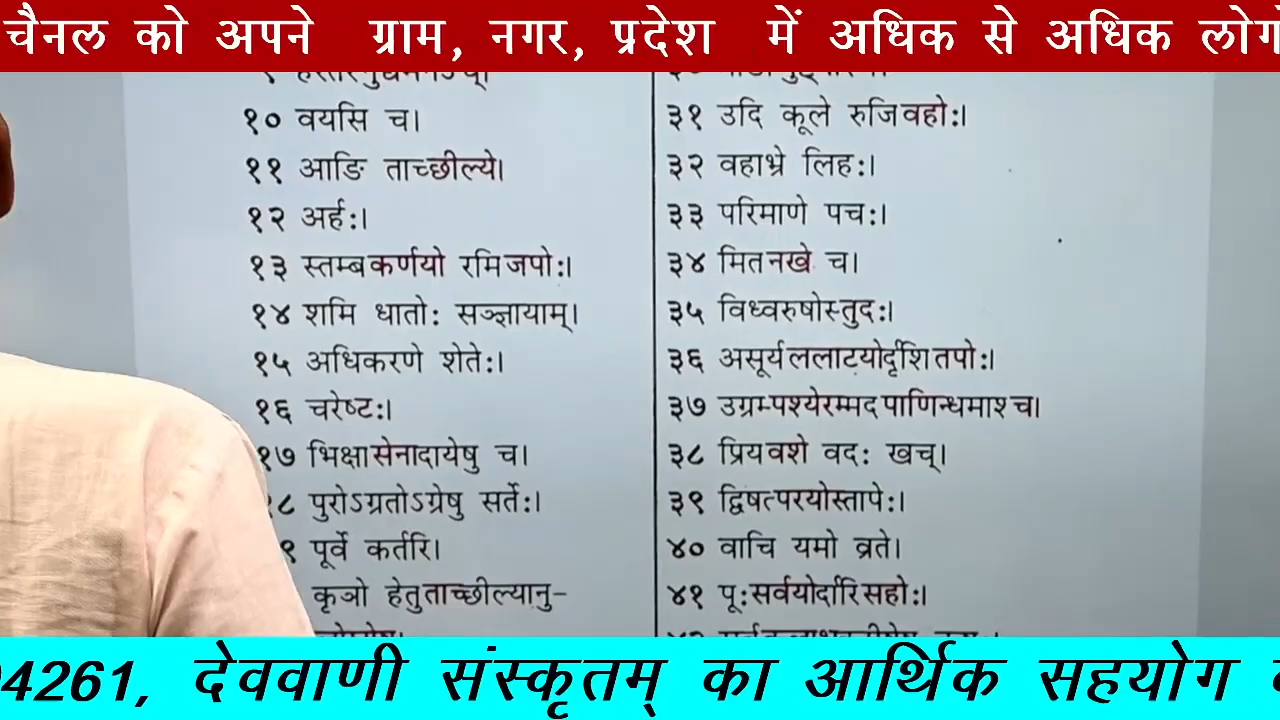 चैनल को अपने ग्राम, नगर, प्रदेश में अधिक से अधिक
१० वयसि च।
११ आङि ताच्छील्ये।
१२ अर्हः।
१३ स्तम्बकर्णयो रमिजपोः।
१४ शमि धातोः सञ्ज्ञायाम्।
१५ अधिकरणे शेतेः।
१६ चरेष्टः।
१७ भिक्षासेनादायेषु च।
पुरोऽग्रतोऽग्रेषु सर्तेः।
पूर्वे कर्तरि।
कृञो हेतुताच्छील्यानु-
३१ उदि कूले रुजिवहोः।
३२ वहाभ्रे लिहः।
३३ परिमाणे पचः।
३४ मितनखे च।
३५ विध्वरुषोस्तुदः।
३६ असूर्यललाटयोर्दृशितपोः।
३७ उग्रम्पश्येरम्मदपाणिन्धमाश्च।
३८ प्रियवशे वदः खच्।
३९ द्विषत्परयोस्तापेः।
४० वाचि यमो व्रते।
४१ पूःसर्वयोर्दारिसहोः।
4261, देववाणी संस्कृतम् का आर्थिक सहयोग